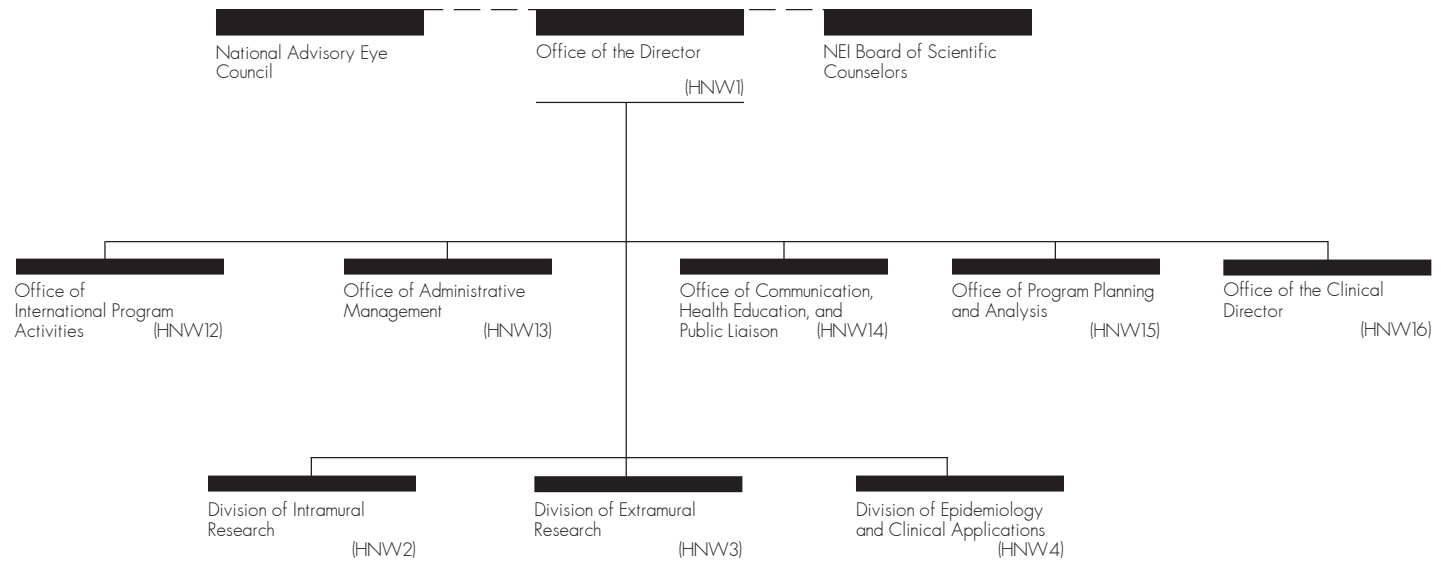 National Advisory Eye
Council
Office of the Director
(HNW1)
NEI Board of Scientific
Counselors
Office of
International Program
Activities (HNW12)
Office of Administrative
Management
(HNW13)
Office of Communication,
Health Education, and
Public Liaison (HNW14)
Office of Program Planning
and Analysis
(HNW15)
Office of the Clinical
Director
(HNW16)
Division of Intramural
Research
(HNW2)
Division of Extramural
Research
(HNW3)
Division of Epidemiology
and Clinical Applications
(HNW4)